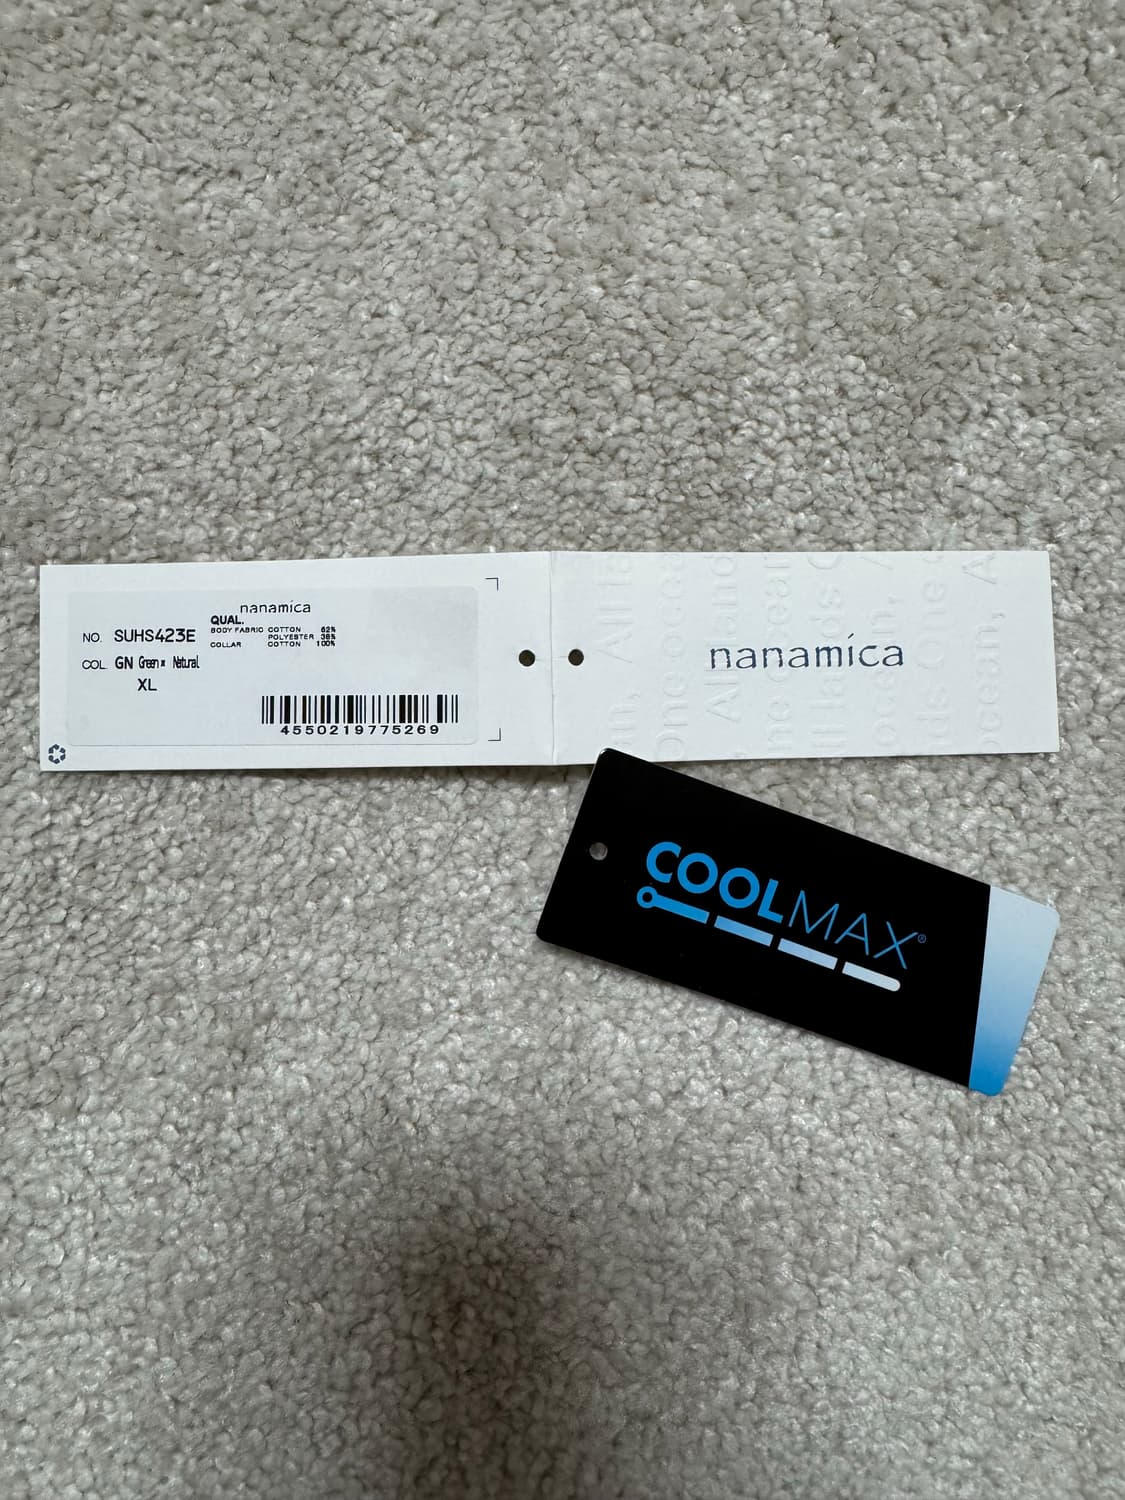 nanamica
NO. SUHS423E
COL. GN Green × Natural
XL
QUAL.
BODY FABRIC COTTON 62%
POLYESTER 38%
COLLAR COTTON 100%
4550219775269
nanamica
COOLMAX®